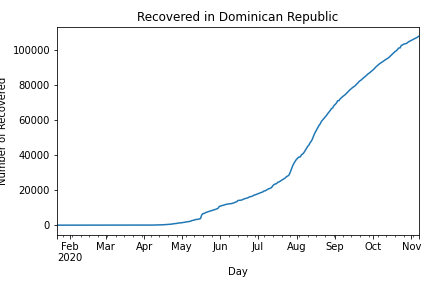 Recovered in Dominican Republic
Number of Recovered
100000
80000
60000
40000
20000
0
Feb Mar Apr May Jun Jul Aug Sep Oct Nov
2020
Day